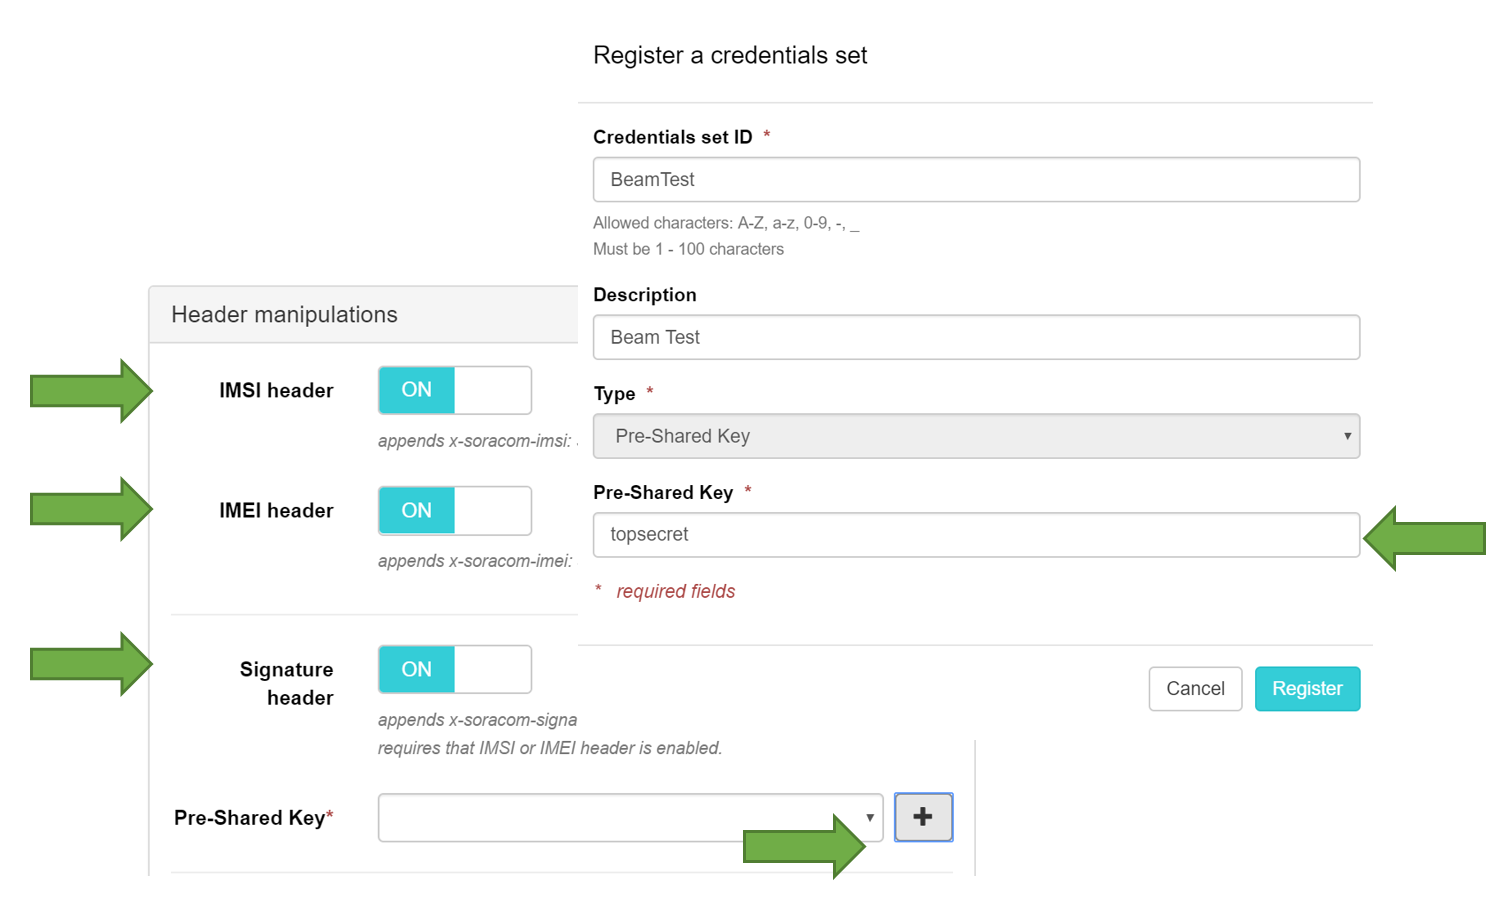 Register a credentials set
Credentials set ID *
BeamTest
Allowed characters: A-Z, a-z, 0-9, -, _
Must be 1 - 100 characters
Description
Beam Test
Type *
Pre-Shared Key
Pre-Shared Key *
topsecret
* required fields
Cancel
Register
Header manipulations
IMSI header
ON
appends x-soracom-imsi:
IMEI header
ON
appends x-soracom-imei:
Signature
header
ON
appends x-soracom-signa
requires that IMSI or IMEI header is enabled.
Pre-Shared Key*